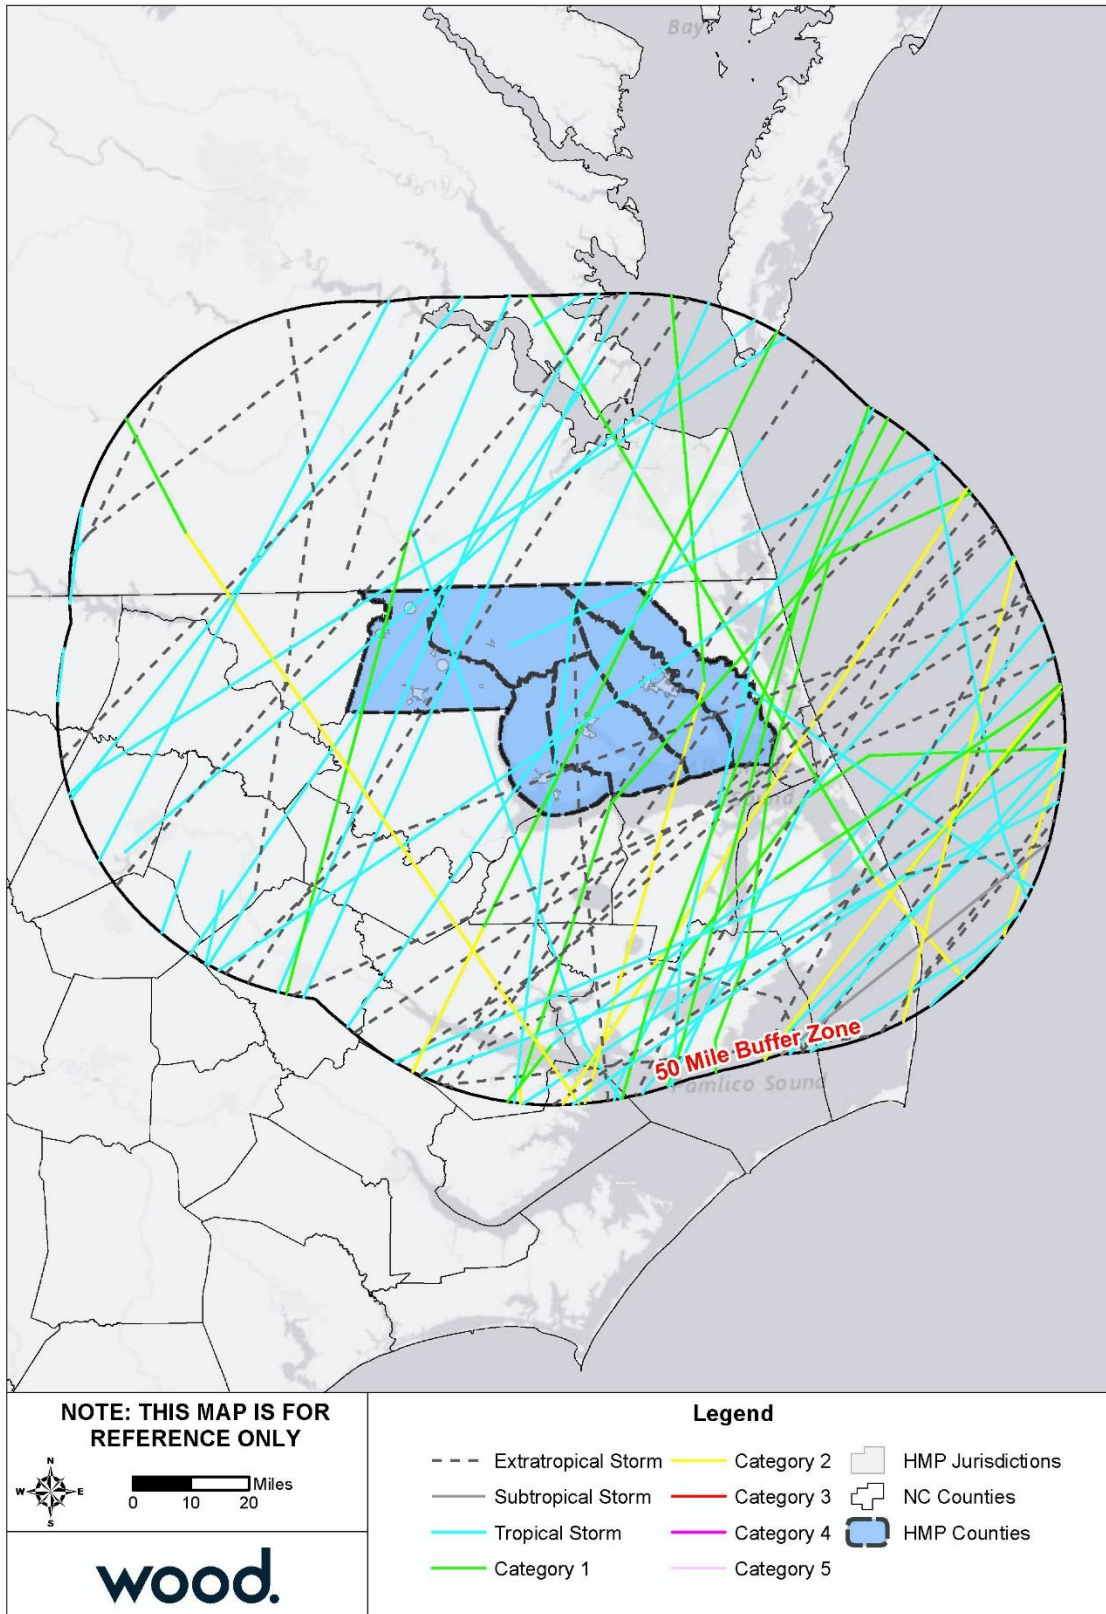 Bay
Sound
50 Mile Buffer Zone
Pamlico Sound
NOTE: THIS MAP IS FOR
REFERENCE ONLY
N
W E
S
Miles
0 10 20
wood.
Legend
Extratropical Storm
Subtropical Storm
Tropical Storm
Category 1
Category 2
Category 3
Category 4
Category 5
HMP Jurisdictions
NC Counties
HMP Counties